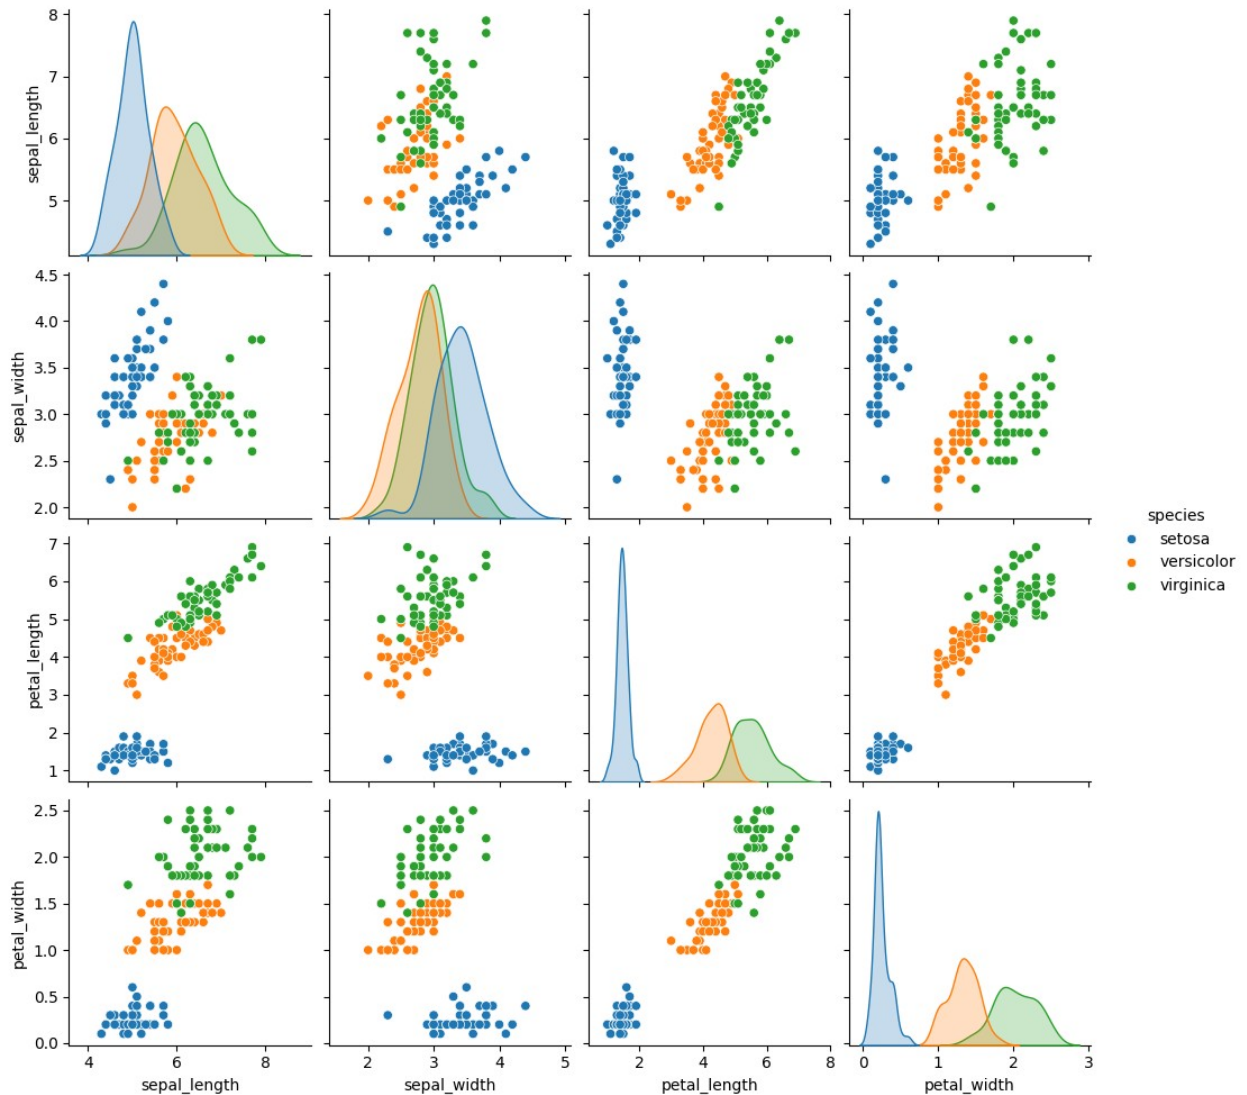 8
7
6
5
sepal_length
4.5
4.0
3.5
3.0
2.5
2.0
sepal_width
7
6
5
4
3
2
1
petal_length
2.5
2.0
1.5
1.0
0.5
0.0
petal_width
4 6 8
2 3 4 5
2 4 6 8
0 1 2 3
sepal_length
sepal_width
petal_length
petal_width
species
setosa
versicolor
virginica